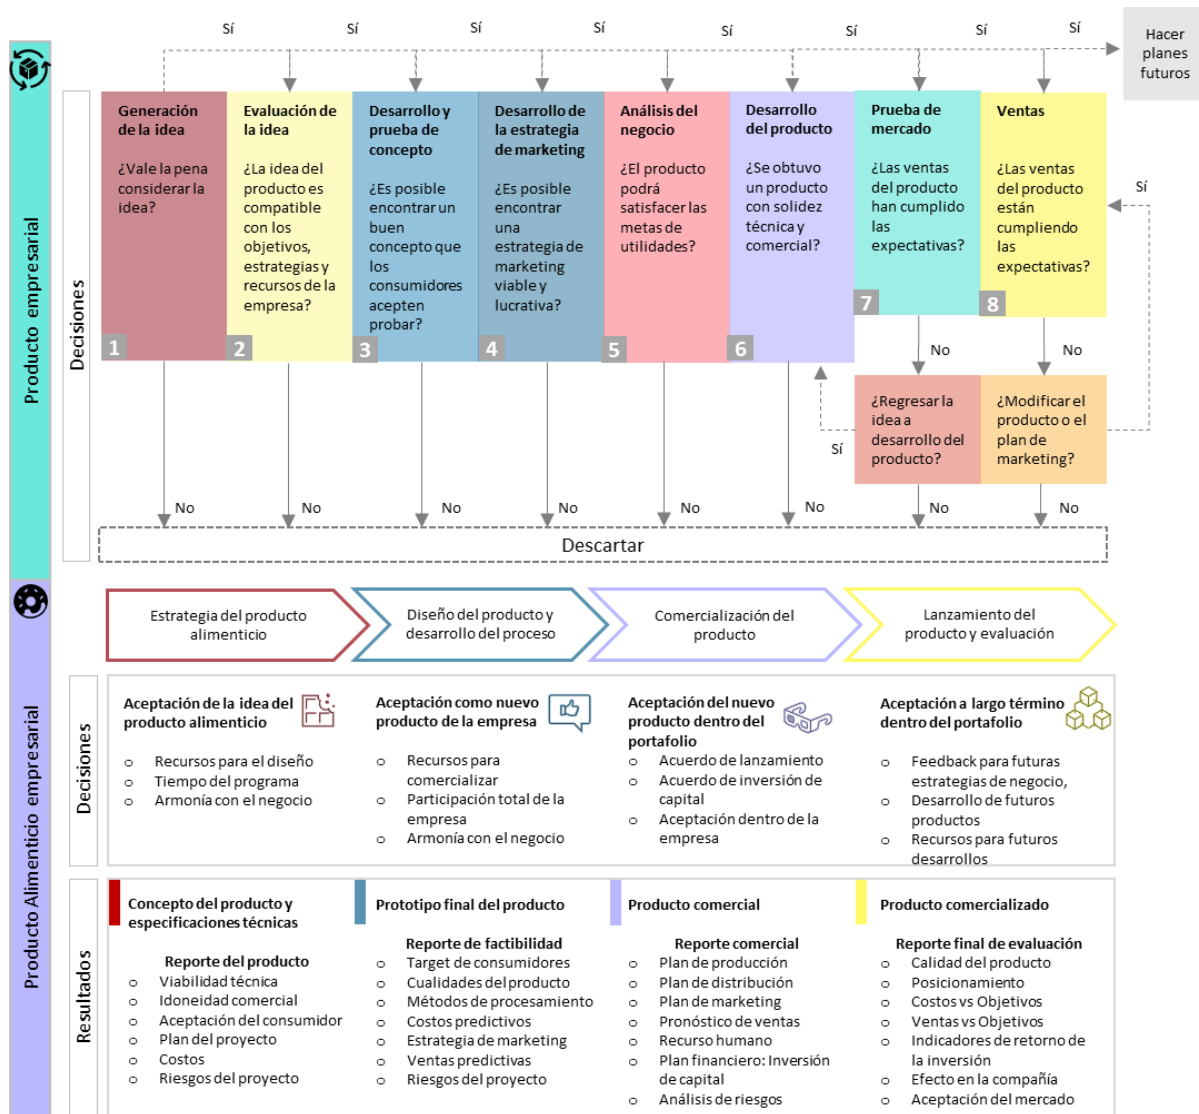 Sí
Sí
Sí
Sí
Sí
Sí
Sí
Sí
Hacer
planes
futuros
Producto empresarial
Decisiones
Generación
de la idea
¿Vale la pena
considerar la
idea?
1
Evaluación de
la idea
¿La idea del
producto es
compatible
con los
objetivos,
estrategias y
recursos de la
empresa?
2
Desarrollo y
prueba de
concepto
¿Es posible
encontrar un
buen
concepto que
los
consumidores
acepten
probar?
3
Desarrollo de
la estrategia
de marketing
¿Es posible
encontrar
una
estrategia de
marketing
viable y
lucrativa?
4
Análisis del
negocio
¿El producto
podrá
satisfacer las
metas de
utilidades?
5
Desarrollo
del producto
¿Se obtuvo
un producto
con solidez
técnica y
comercial?
6
Prueba de
mercado
¿Las ventas
del producto
han cumplido
las
expectativas?
7
Ventas
¿Las ventas
del producto
están
cumpliendo
las
expectativas?
8
Sí
No
No
¿Regresar la
idea a
desarrollo del
producto?
¿Modificar el
producto o el
plan de
marketing?
Sí
No
No
No
No
No
No
No
No
Descartar
Producto Alimenticio empresarial
Estrategia del producto
alimenticio
Diseño del producto y
desarrollo del proceso
Comercialización del
producto
Lanzamiento del
producto y evaluación
Decisiones
Aceptación de la idea del
producto alimenticio
o Recursos para el diseño
o Tiempo del programa
o Armonía con el negocio
Aceptación como nuevo
producto de la empresa
o Recursos para
comercializar
o Participación total de la
empresa
o Armonía con el negocio
Aceptación del nuevo
producto dentro del
portafolio
o Acuerdo de lanzamiento
o Acuerdo de inversión de
capital
o Aceptación dentro de la
empresa
Aceptación a largo término
dentro del portafolio
o Feedback para futuras
estrategias de negocio,
o Desarrollo de futuros
productos
o Recursos para futuros
desarrollos
Resultados
Concepto del producto y
especificaciones técnicas
Reporte del producto
o Viabilidad técnica
o Idoneidad comercial
o Aceptación del consumidor
o Plan del proyecto
o Costos
o Riesgos del proyecto
Prototipo final del producto
Reporte de factibilidad
o Target de consumidores
o Cualidades del producto
o Métodos de procesamiento
o Costos predictivos
o Estrategia de marketing
o Ventas predictivas
o Riesgos del proyecto
Producto comercial
Reporte comercial
o Plan de producción
o Plan de distribución
o Plan de marketing
o Pronóstico de ventas
o Recurso humano
o Plan financiero: Inversión
de capital
o Análisis de riesgos
Producto comercializado
Reporte final de evaluación
o Calidad del producto
o Posicionamiento
o Costos vs Objetivos
o Ventas vs Objetivos
o Indicadores de retorno de
la inversión
o Efecto en la compañía
o Aceptación del mercado